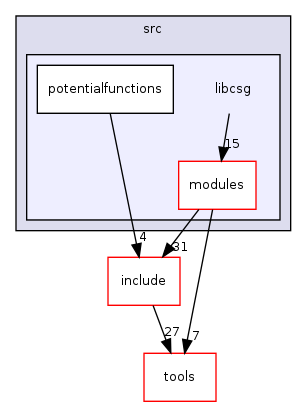 src
potentialfunctions
libcsg
15
modules
4
31
include
27
7
tools